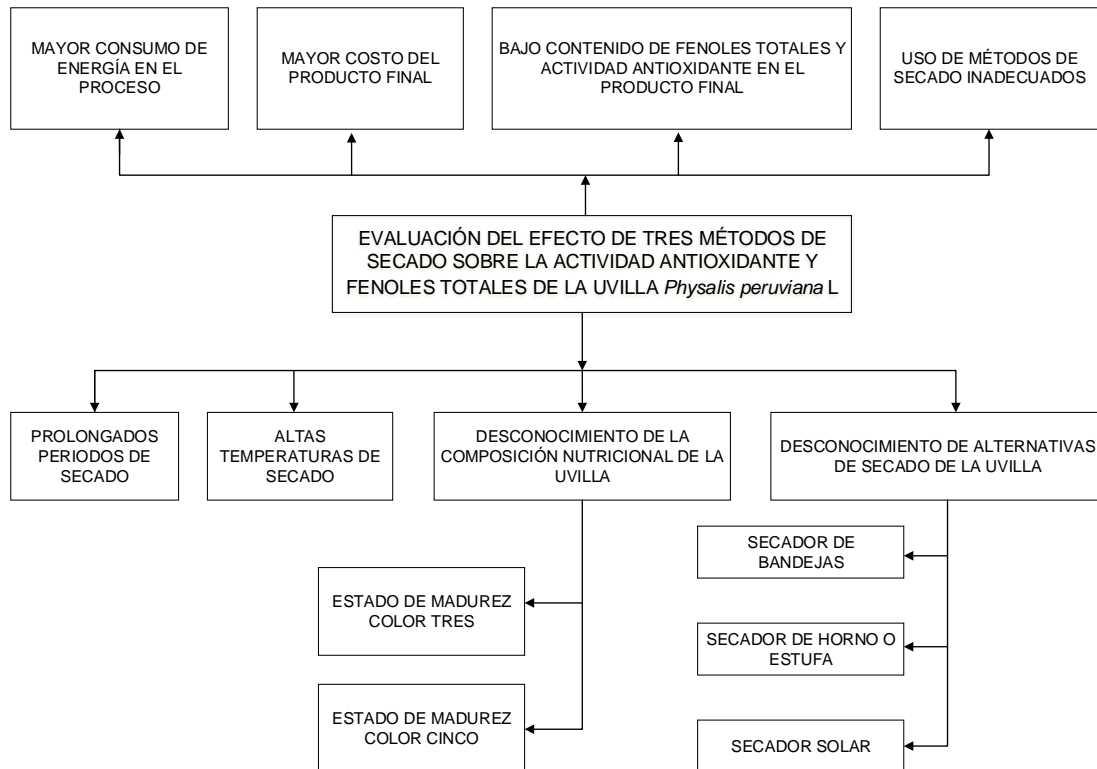 MAYOR CONSUMO DE
ENERGÍA EN EL
PROCESO
MAYOR COSTO DEL
PRODUCTO FINAL
BAJO CONTENIDO DE FENOLES TOTALES Y
ACTIVIDAD ANTIOXIDANTE EN EL
PRODUCTO FINAL
USO DE MÉTODOS DE
SECADO INADECUADOS
EVALUACIÓN DEL EFECTO DE TRES MÉTODOS DE
SECADO SOBRE LA ACTIVIDAD ANTIOXIDANTE Y
FENOLES TOTALES DE LA UVILLA Physalis peruviana L
PROLONGADOS
PERIODOS DE
SECADO
ALTAS
TEMPERATURAS DE
SECADO
DESCONOCIMIENTO DE LA
COMPOSICIÓN NUTRICIONAL DE LA
UVILLA
DESCONOCIMIENTO DE ALTERNATIVAS
DE SECADO DE LA UVILLA
ESTADO DE MADUREZ
COLOR TRES
ESTADO DE MADUREZ
COLOR CINCO
SECADOR DE
BANDEJAS
SECADOR DE HORNO O
ESTUFA
SECADOR SOLAR